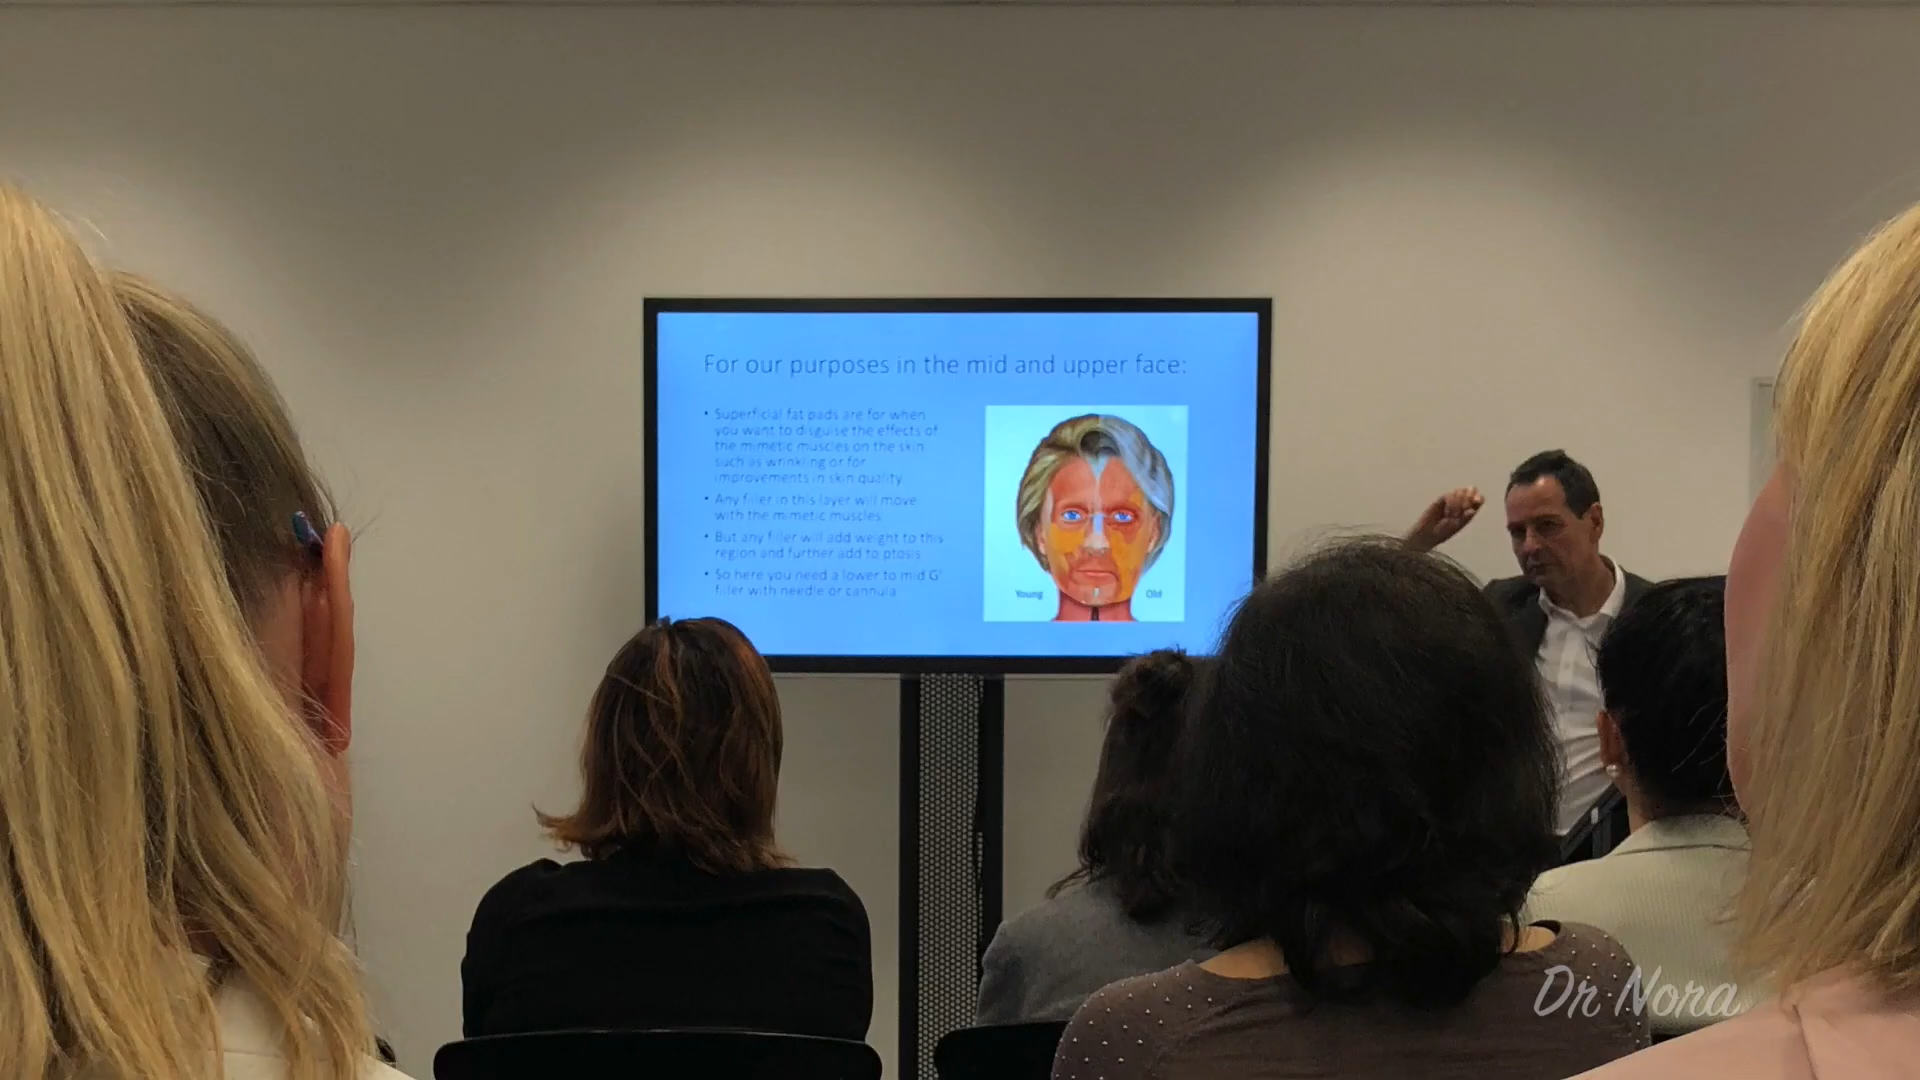 For our purposes in the mid and upper face:
• Superficial fat pads are for when
you want to disguise the effects of
the mimetic muscles on the skin
such as wrinkling or for
improvements in skin quality
• Any filler in this layer will move
with the mimetic muscles
• But any filler will add weight to this
region and further add to ptosis
• So here you need a lower to mid G'
filler with needle or cannula
Young
Old
Dr Nora